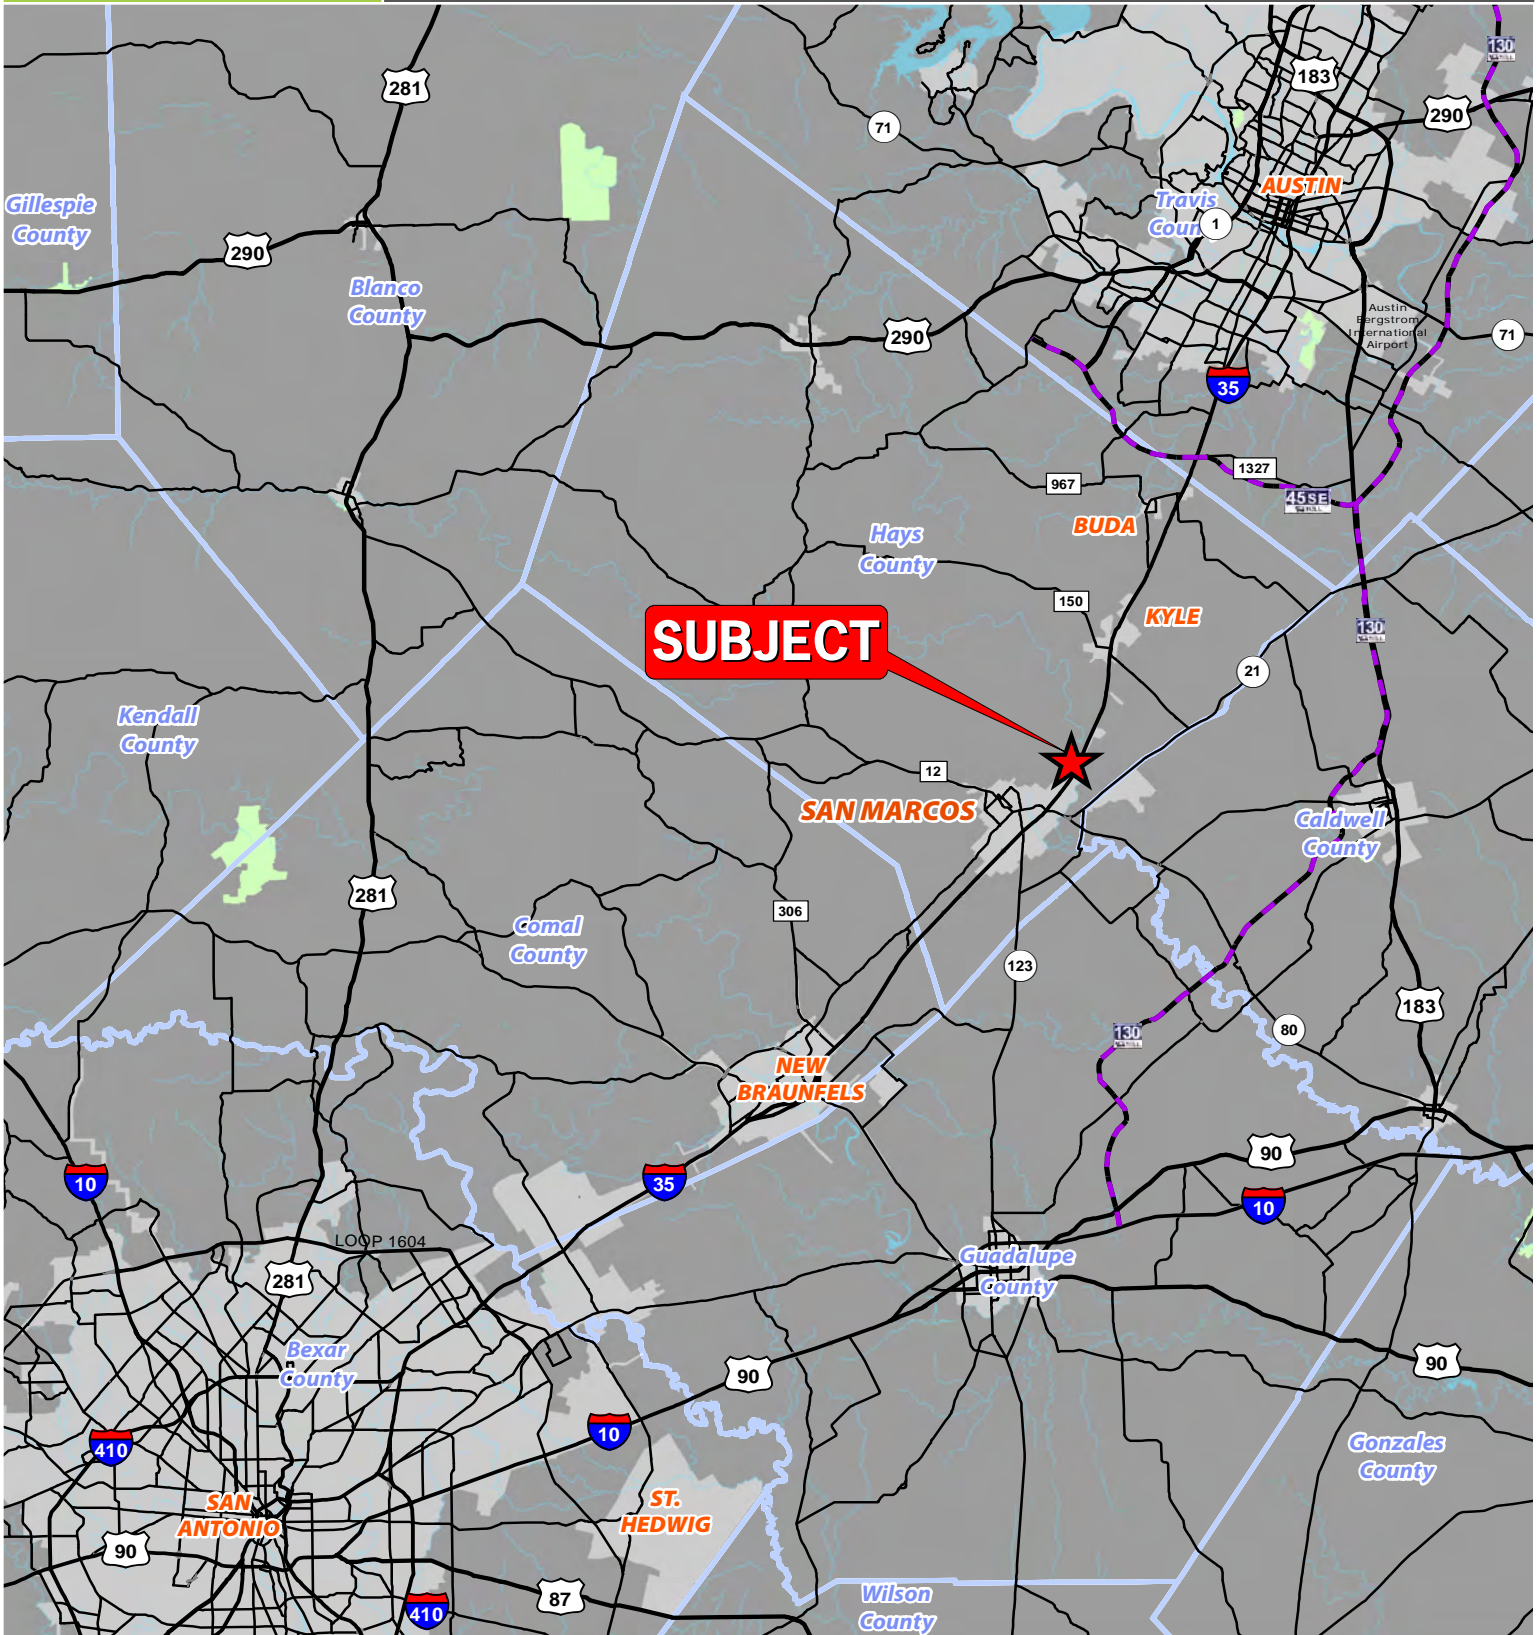 130
183
281
290
71
AUSTIN
Travis
Coun
1
Gillespie
County
290
Blanco
County
Austin
Bergstrom
International
Airport
290
71
35
1327
967
45SE
BUDA
Hays
County
150
KYLE
130
SUBJECT
21
Kendall
County
12
SAN MARCOS
Caldwell
County
281
306
Comal
County
123
183
80
130
NEW
BRAUNFELS
90
10
35
10
LOOP 1604
Guadalupe
County
281
Bexar
County
90
90
10
410
Gonzales
County
SAN
ANTONIO
ST.
HEDWIG
90
87
410
Wilson
County